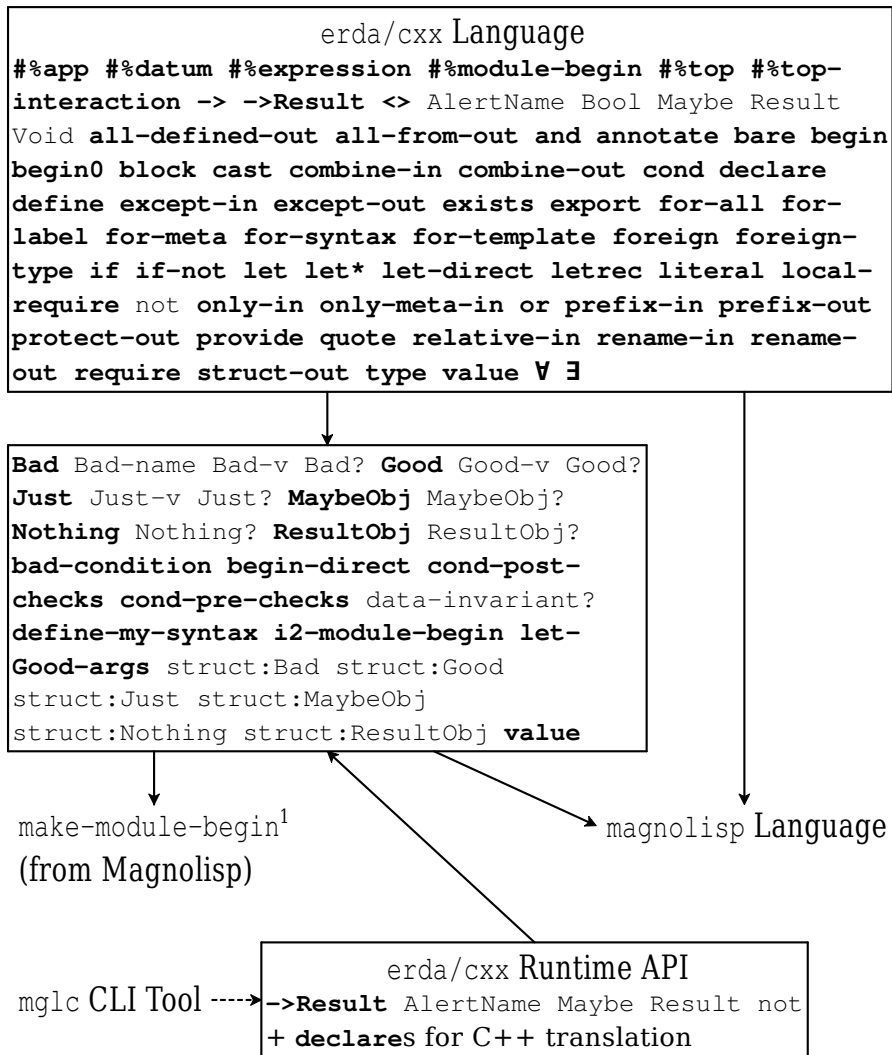 erda/cxx Language
#%app #%datum #%expression #%module-begin #%top #%top-
interaction -> ->Result <> AlertName Bool Maybe Result
Void all-defined-out all-from-out and annotate bare begin
begin0 block cast combine-in combine-out cond declare
define except-in except-out exists export for-all for-
label for-meta for-syntax for-template foreign foreign-
type if if-not let let* let-direct letrec literal local-
require not only-in only-meta-in or prefix-in prefix-out
protect-out provide quote relative-in rename-in rename-
out require struct-out type value ∀ ∃
Bad Bad-name Bad-v Bad? Good Good-v Good?
Just Just-v Just? MaybeObj MaybeObj?
Nothing Nothing? ResultObj ResultObj?
bad-condition begin-direct cond-post-
checks cond-pre-checks data-invariant?
define-my-syntax i2-module-begin let-
Good-args struct:Bad struct:Good
struct:Just struct:MaybeObj
struct:Nothing struct:ResultObj value
make-module-begin¹
(from Magnolisp)
magnolisp Language
mglc CLI Tool
erda/cxx Runtime API
->Result AlertName Maybe Result not
+ declares for C++ translation